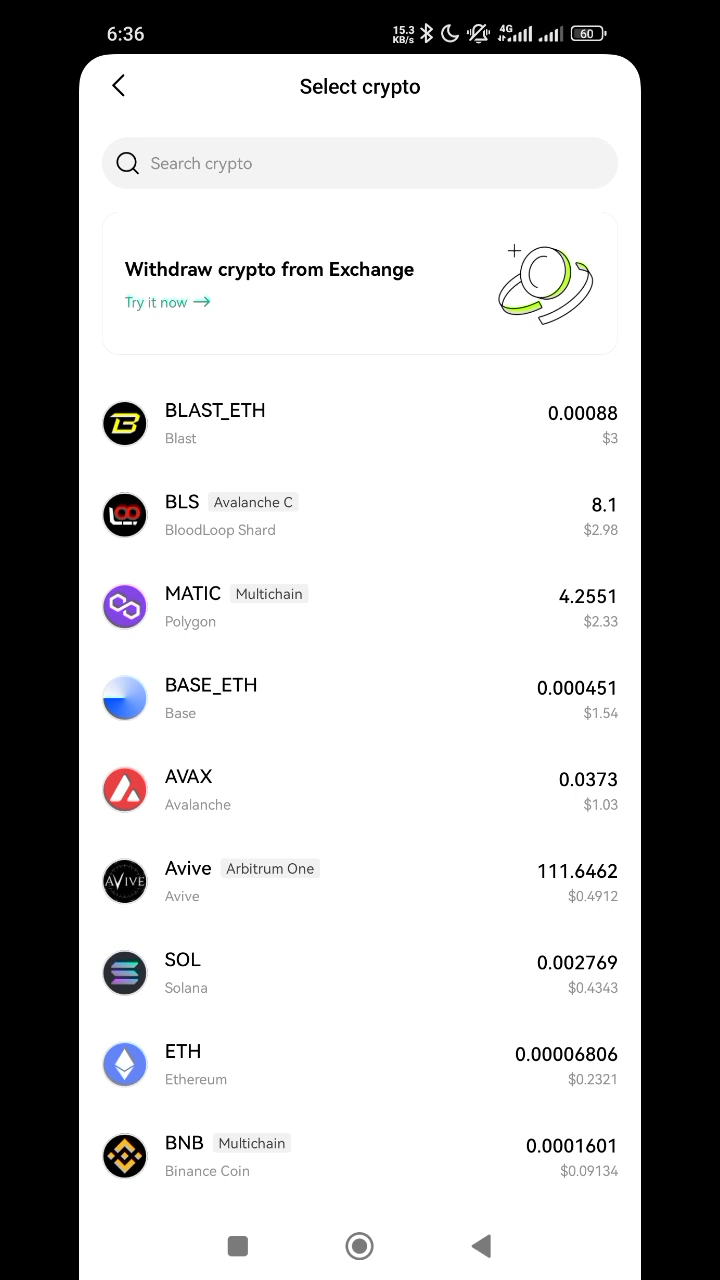 6:36
15.3
KB/s
4G
60
Select crypto
Search crypto
Withdraw crypto from Exchange
Try it now →
BLAST_ETH
0.00088
Blast
$3
BLS Avalanche C
8.1
BloodLoop Shard
$2.98
MATIC Multichain
4.2551
Polygon
$2.33
BASE_ETH
0.000451
Base
$1.54
AVAX
0.0373
Avalanche
$1.03
AVIVE
Avive Arbitrum One
111.6462
Avive
$0.4912
SOL
0.002769
Solana
$0.4343
ETH
0.00006806
Ethereum
$0.2321
BNB Multichain
0.0001601
Binance Coin
$0.09134